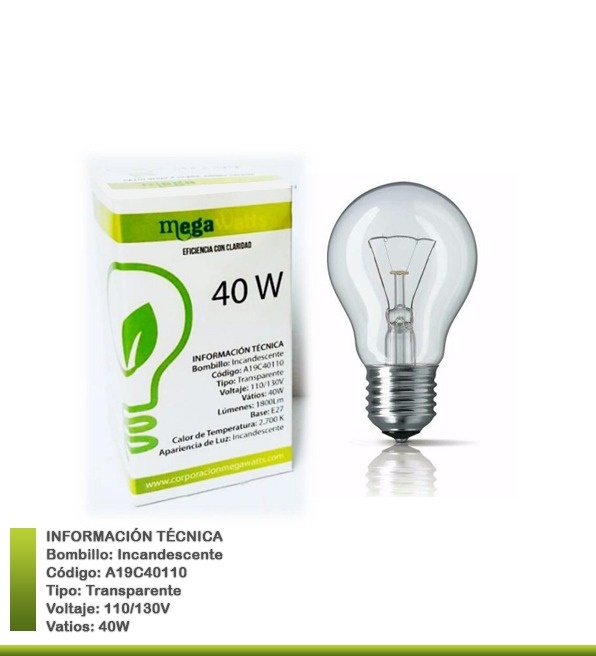 megawatts
EFICIENCIA CON CLARIDAD
40 W
INFORMACIÓN TÉCNICA
Bombillo: Incandescente
Código: A19C40110
Tipo: Transparente
Voltaje: 110/130V
Vátios: 40W
Lúmenes: 1800Lm
Base: E27
Calor de Temperatura: 2.700 K
Apariencia de Luz: Incandescente
www.corporacionmegawatts.com
INFORMACIÓN TÉCNICA
Bombillo: Incandescente
Código: A19C40110
Tipo: Transparente
Voltaje: 110/130V
Vatios: 40W